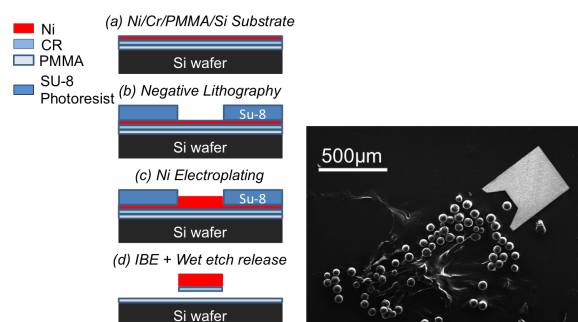 Ni
CR
PMMA
SU-8
Photoresist
(a) Ni/Cr/PMMA/Si Substrate
Si wafer
(b) Negative Lithography
Su-8
Si wafer
(c) Ni Electroplating
Su-8
Si wafer
(d) IBE + Wet etch release
Si wafer
500µm